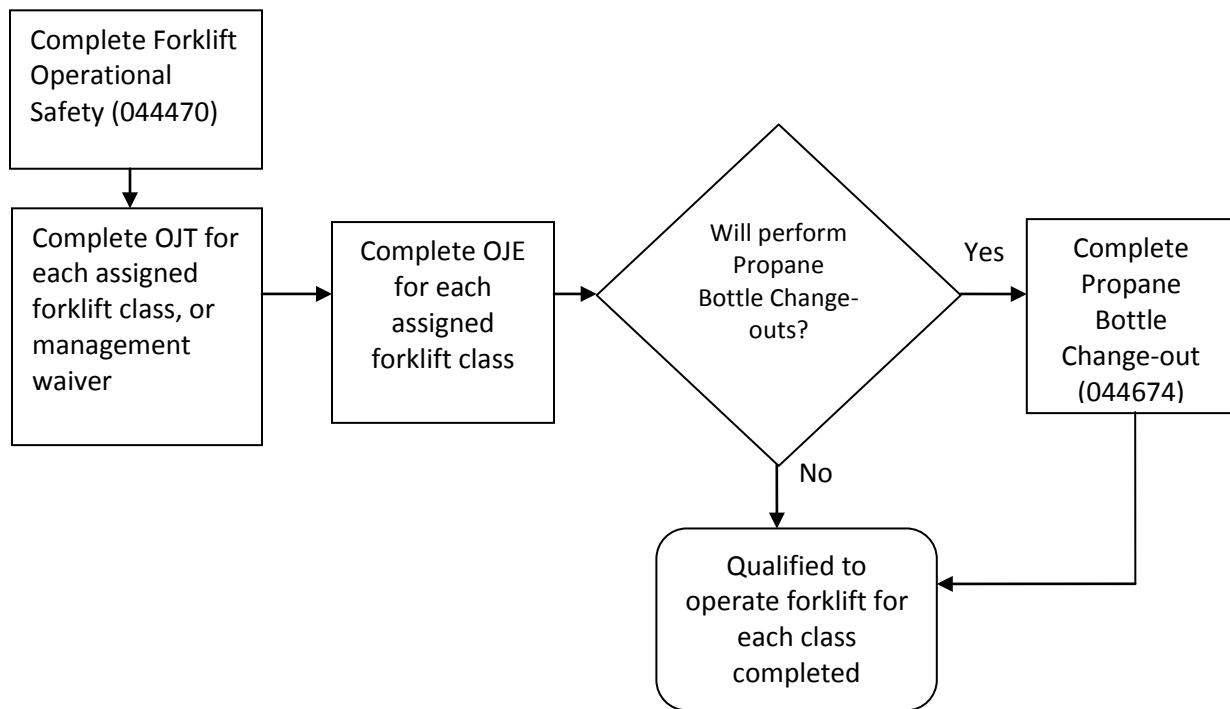 Complete Forklift
Operational
Safety (044470)
Complete OJT for
each assigned
forklift class, or
management
waiver
Complete OJE
for each
assigned
forklift class
Will perform
Propane
Bottle Change-
outs?
Yes
Complete
Propane
Bottle
Change-out
(044674)
No
Qualified to
operate forklift for
each class
completed